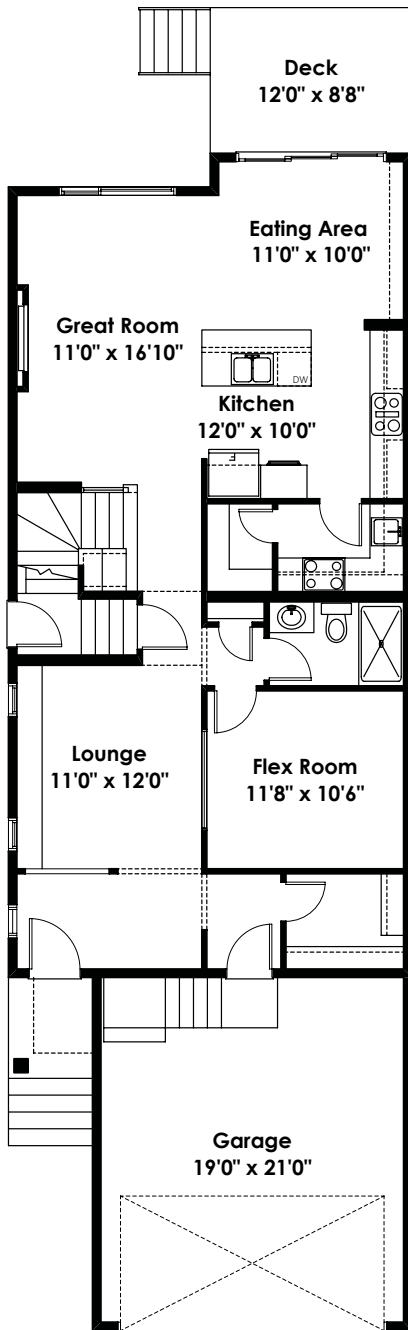 Deck
12'0" x 8'8"
Eating Area
11'0" x 10'0"
Great Room
11'0" x 16'10"
DW
Kitchen
12'0" x 10'0"
Lounge
11'0" x 12'0"
Flex Room
11'8" x 10'6"
Garage
19'0" x 21'0"